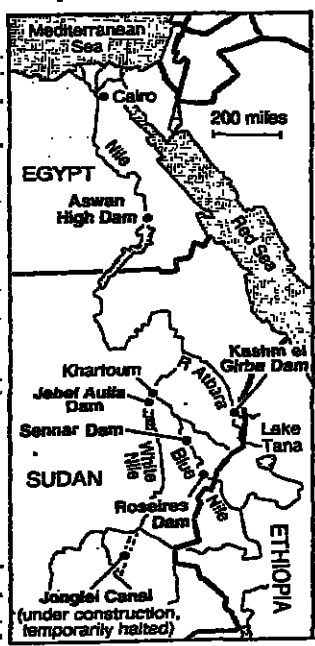 Mediterranean
Sea
Cairo
200 miles
Nile
EGYPT
Aswan
High Dam
Red Sea
Kashm el
Girba Dam
R. Atbara
Khartoum
Jebel Aulia
Dam
Lake
Tana
Sennar Dam
White
Nile
Blue
Nile
SUDAN
Roseires
Dam
ETHIOPIA
Jonglei Canal
(under construction,
temporarily halted)